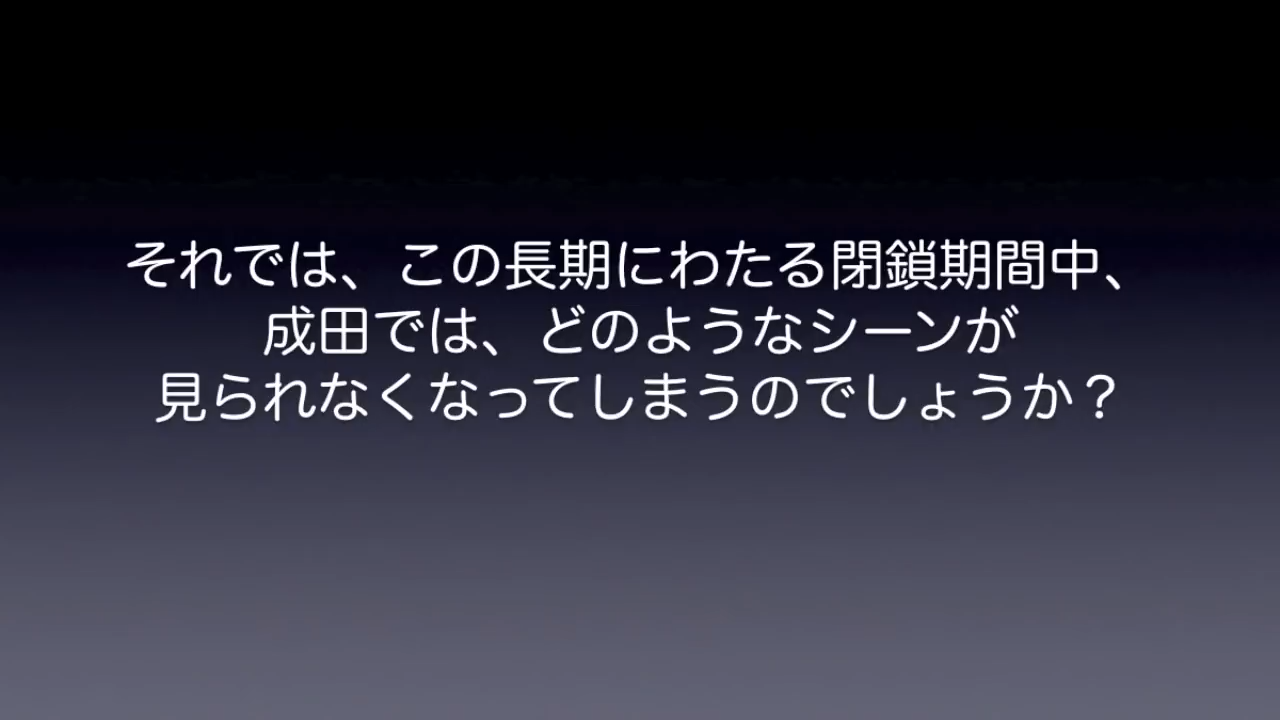 それでは、この長期にわたる閉鎖期間中、
成田では、どのようなシーンが
見られなくなってしまうのでしょうか？